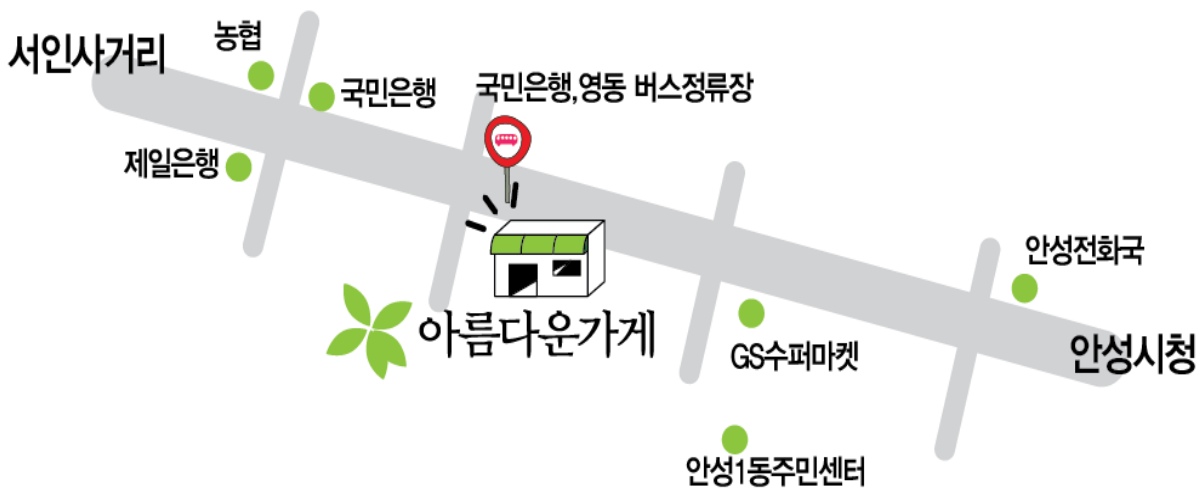 서인사거리
농협
국민은행
제일은행
국민은행,영동 버스정류장
아름다운가게
안성전화국
GS수퍼마켓
안성시청
안성1동주민센터